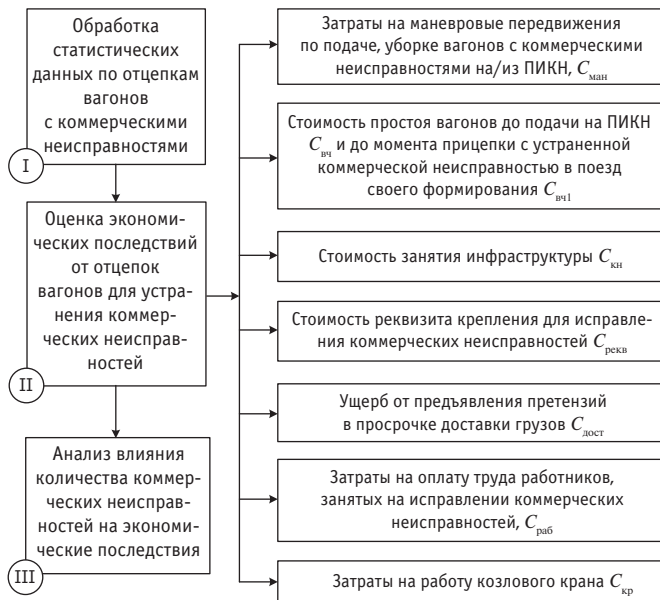 Обработка
статистических
данных по отцепкам
вагонов
с коммерческими
неисправностями
I
Оценка экономи-
ческих последствий
от отцепок
вагонов для устра-
нения коммер-
ческих неисправ-
ностей
II
Анализ влияния
количества коммер-
ческих неисправ-
ностей на экономи-
ческие последствия
III
Затраты на маневровые передвижения
по подаче, уборке вагонов с коммерческими
неисправностями на/из ПИКН, Cман
Стоимость простоя вагонов до подачи на ПИКН
Cвч и до момента прицепки с устраненной
коммерческой неисправностью в поезд
своего формирования Cвч1
Стоимость занятия инфраструктуры Cкн
Стоимость реквизита крепления для исправле-
ния коммерческих неисправностей Cрекв
Ущерб от предъявления претензий
в просрочке доставки грузов Cдост
Затраты на оплату труда работников,
занятых на исправлении коммерческих
неисправностей, Cраб
Затраты на работу козлового крана Cкр